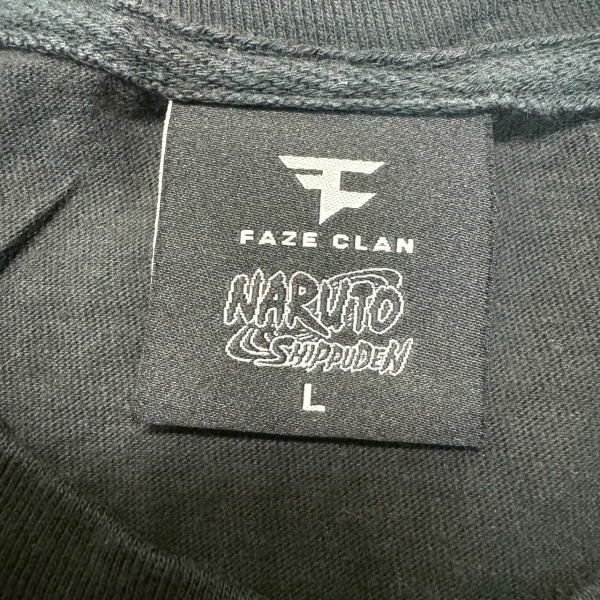 FAZE CLAN
NARUTO
SHIPPUDEN
L